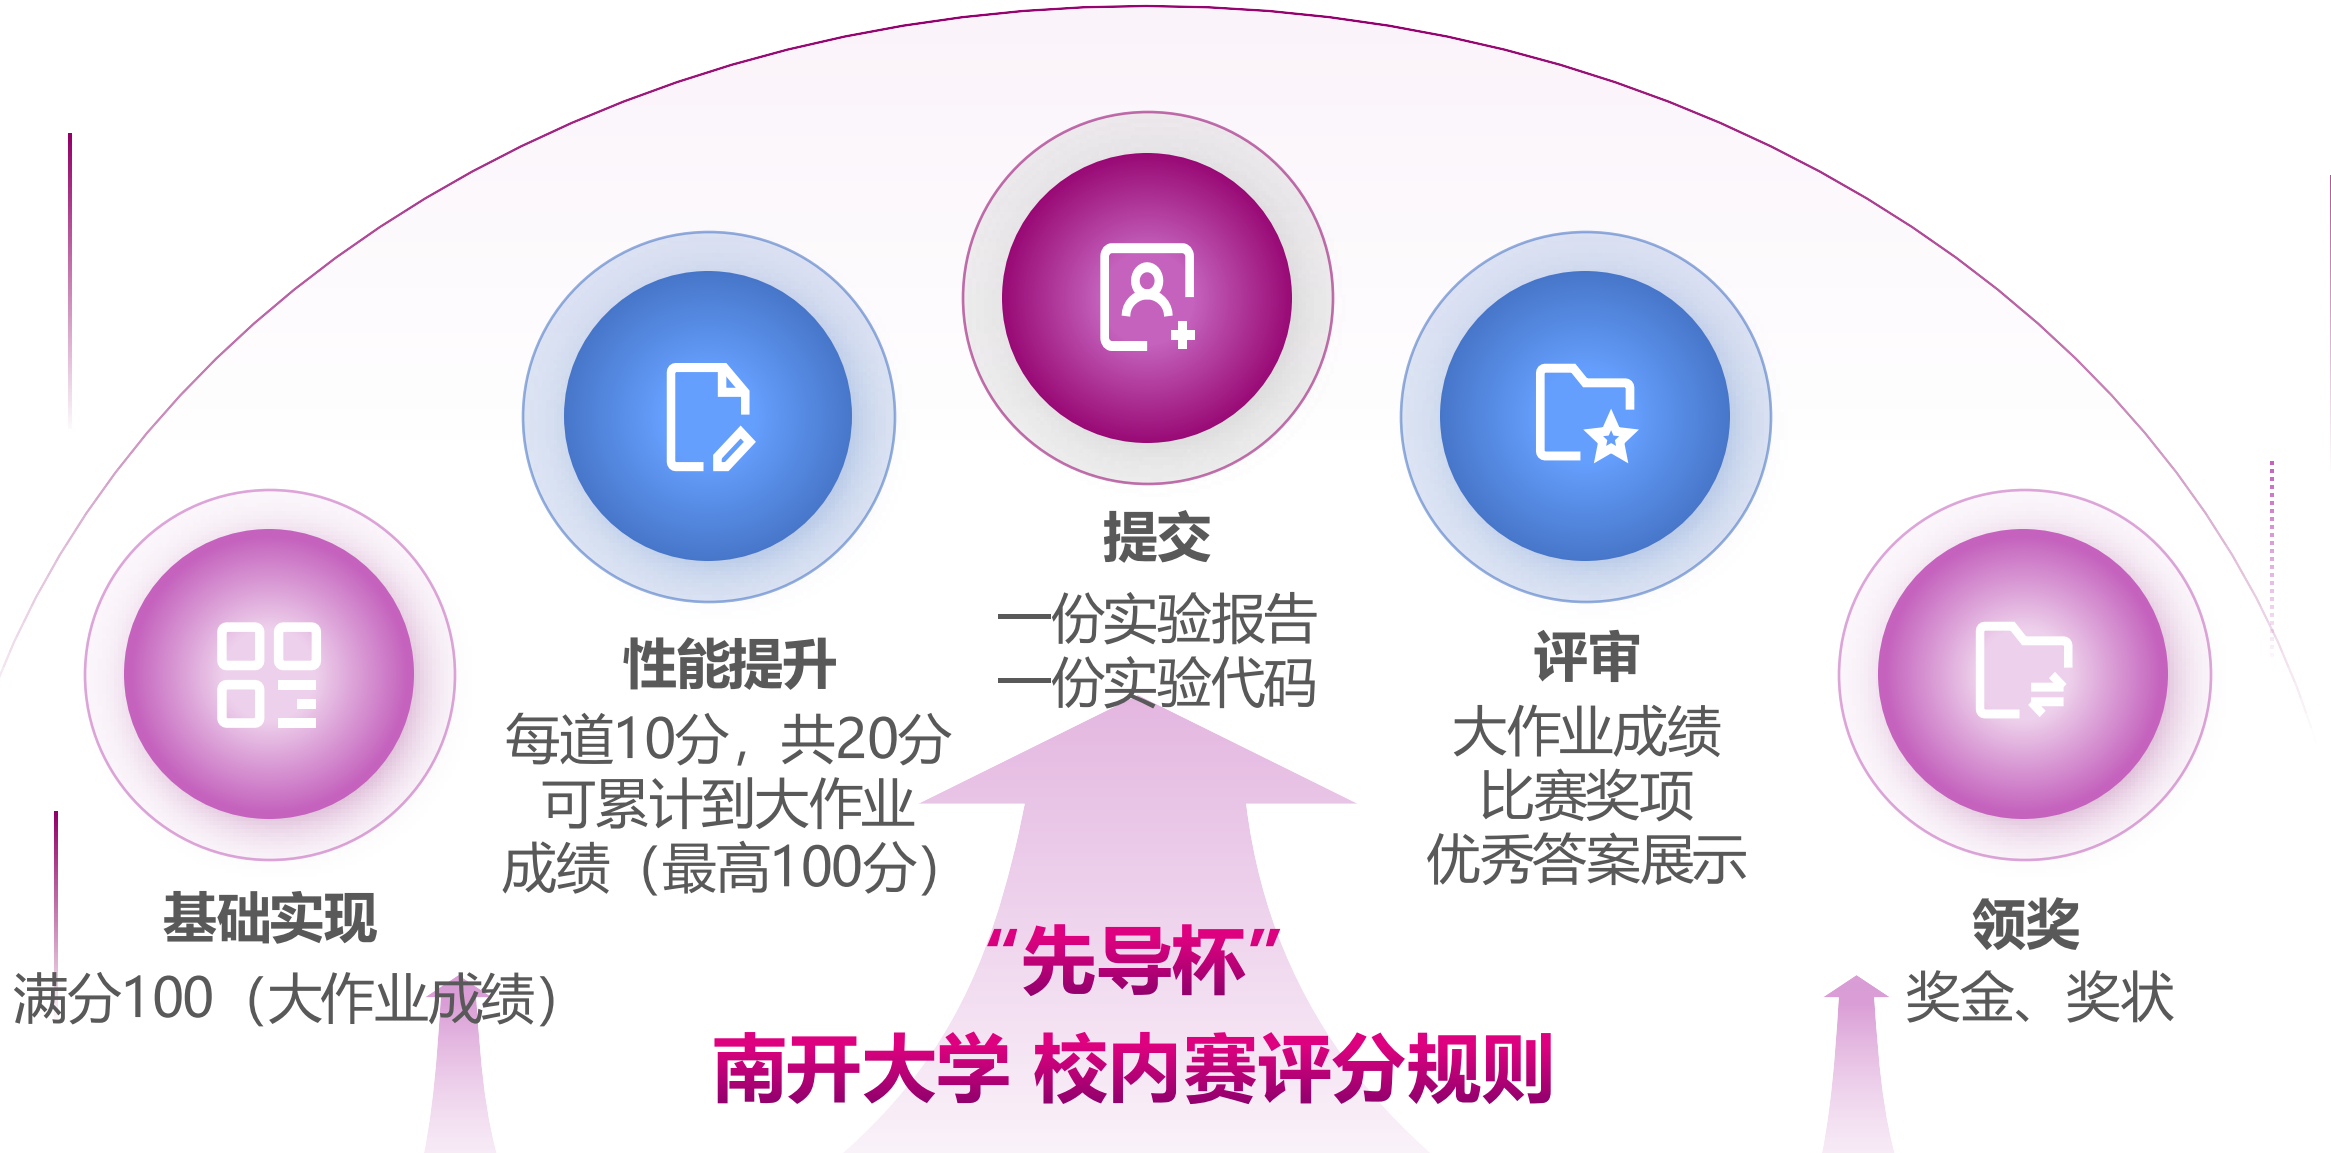 基础实现
满分100（大作业成绩）
性能提升
每道10分，共20分
可累计到大作业
成绩（最高100分）
提交
一份实验报告
一份实验代码
评审
大作业成绩
比赛奖项
优秀答案展示
领奖
奖金、奖状
“先导杯”
南开大学 校内赛评分规则